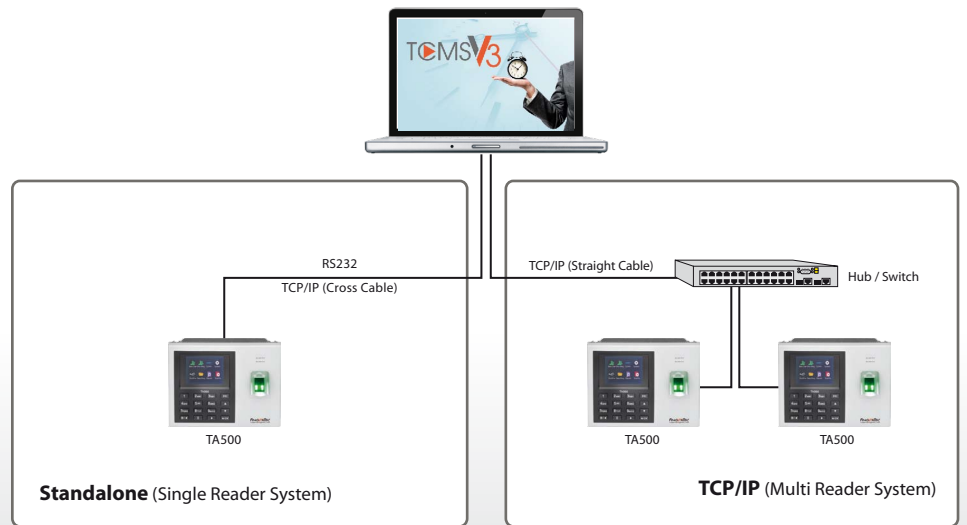 TCMSV3
RS232
TCP/IP (Cross Cable)
TCP/IP (Straight Cable)
Hub / Switch
TA500
TA500
TA500
Standalone (Single Reader System)
TCP/IP (Multi Reader System)